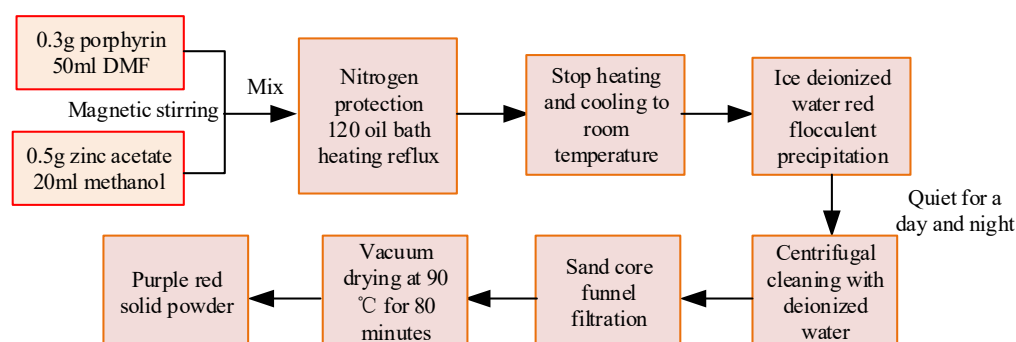 0.3g porphyrin
50ml DMF
Magnetic stirring
0.5g zinc acetate
20ml methanol
Mix
Nitrogen
protection
120 oil bath
heating reflux
Stop heating
and cooling to
room
temperature
Ice deionized
water red
flocculent
precipitation
Quiet for a
day and night
Centrifugal
cleaning with
deionized
water
Sand core
funnel
filtration
Vacuum
drying at 90
℃ for 80
minutes
Purple red
solid powder